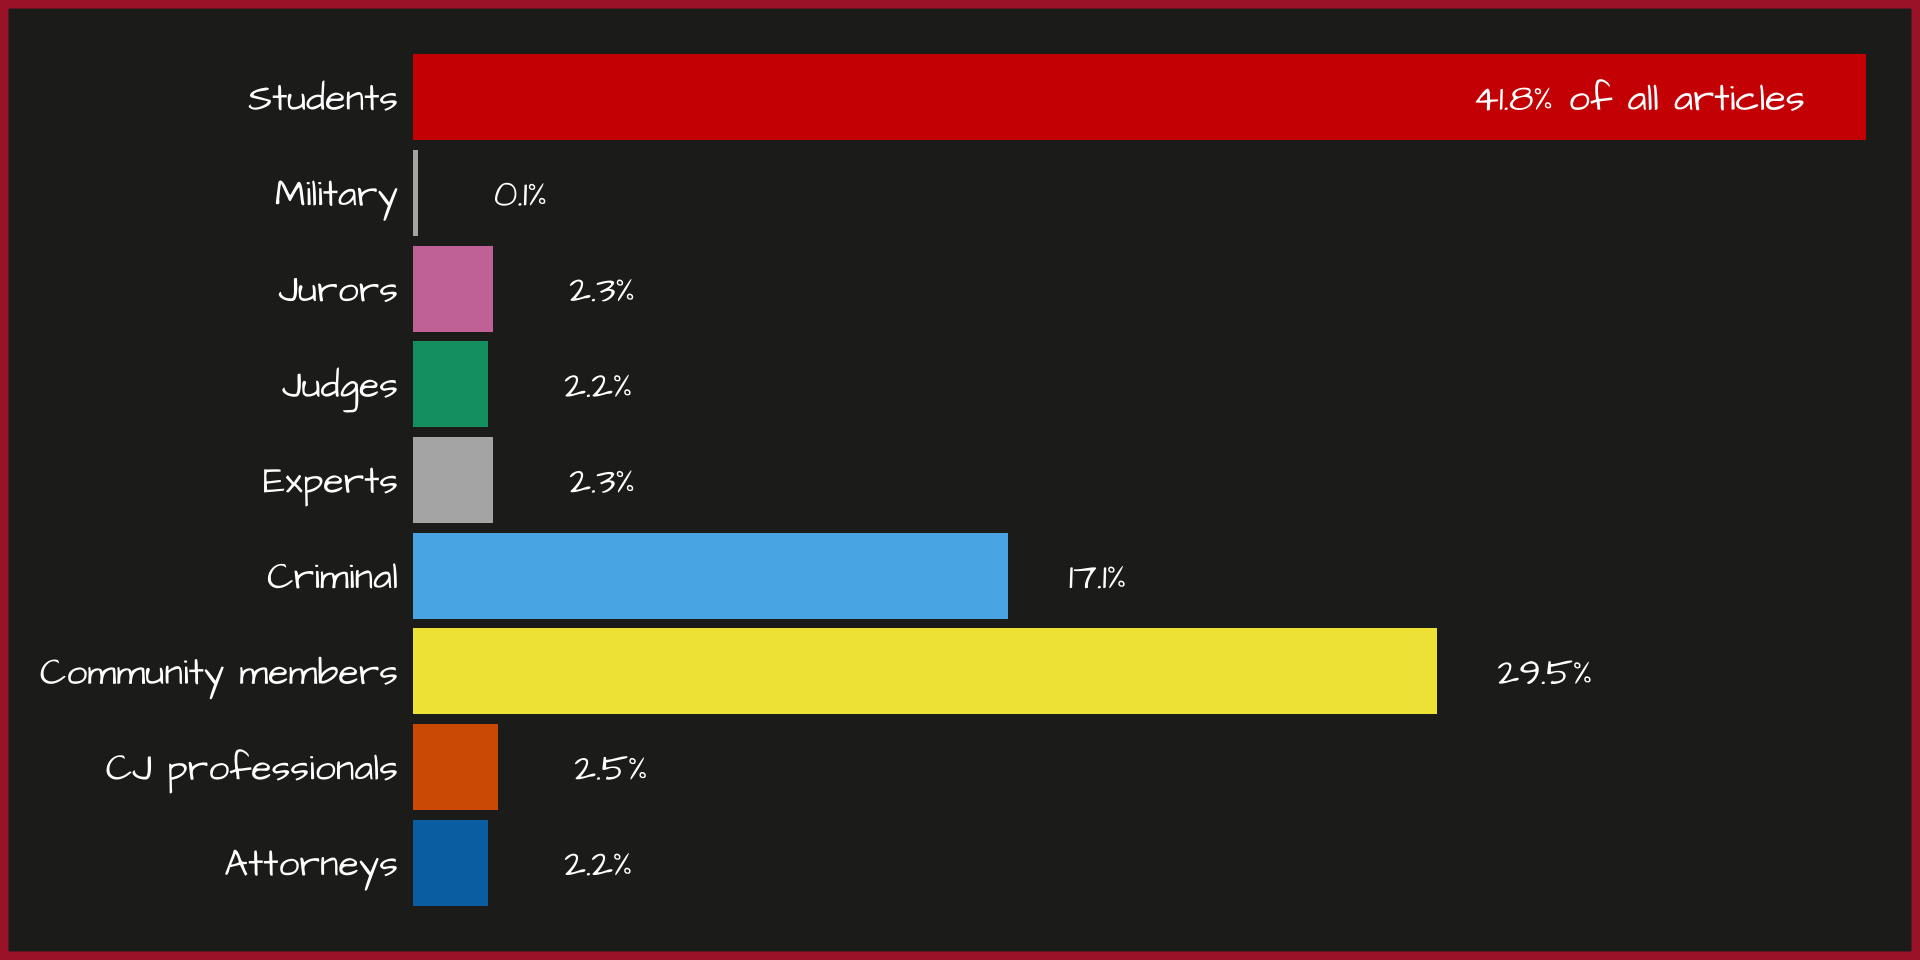 Students 41.8% of all articles
Military 0.1%
Jurors 2.3%
Judges 2.2%
Experts 2.3%
Criminal 17.1%
Community members 29.5%
CJ professionals 2.5%
Attorneys 2.2%